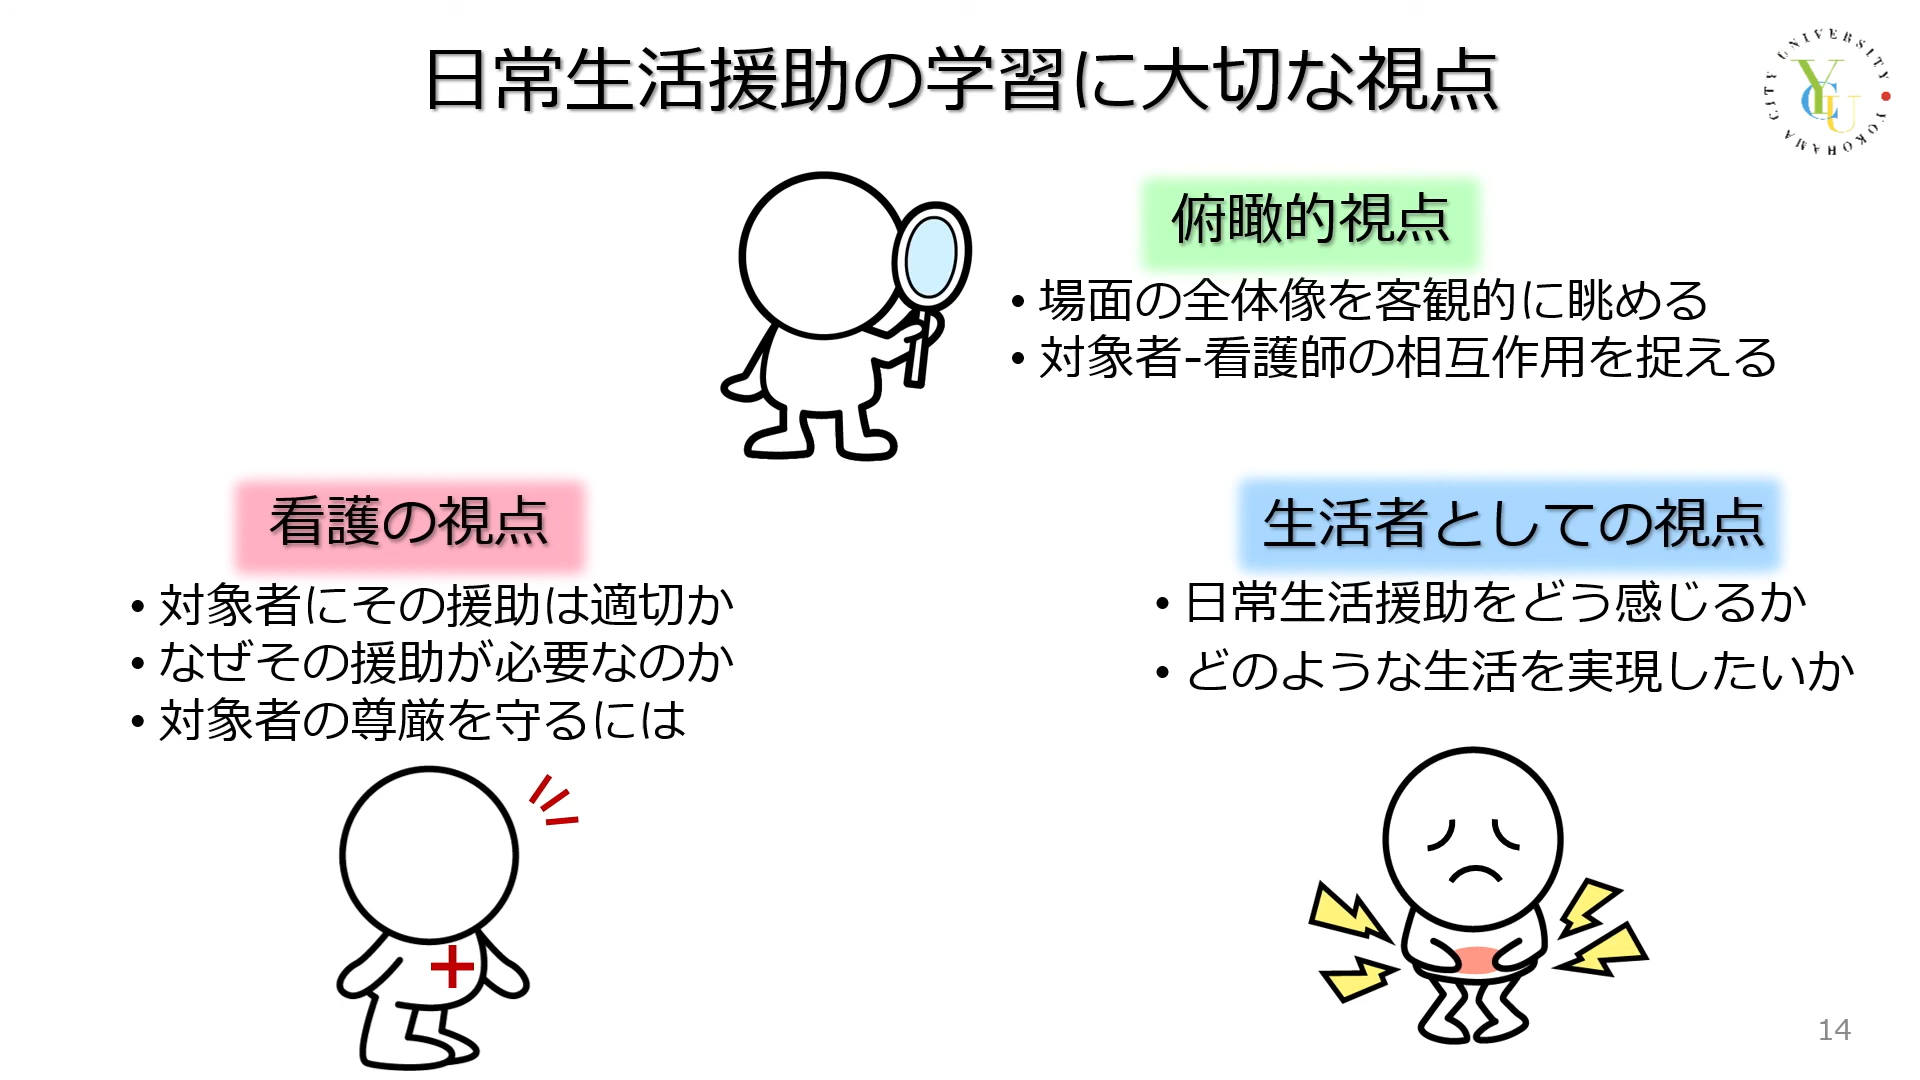 日常生活援助の学習に大切な視点
YOKOHAMA CITY UNIVERSITY
YCU
俯瞰的視点
• 場面の全体像を客観的に眺める
• 対象者-看護師の相互作用を捉える
看護の視点
• 対象者にその援助は適切か
• なぜその援助が必要なのか
• 対象者の尊厳を守るには
生活者としての視点
• 日常生活援助をどう感じるか
• どのような生活を実現したいか
14